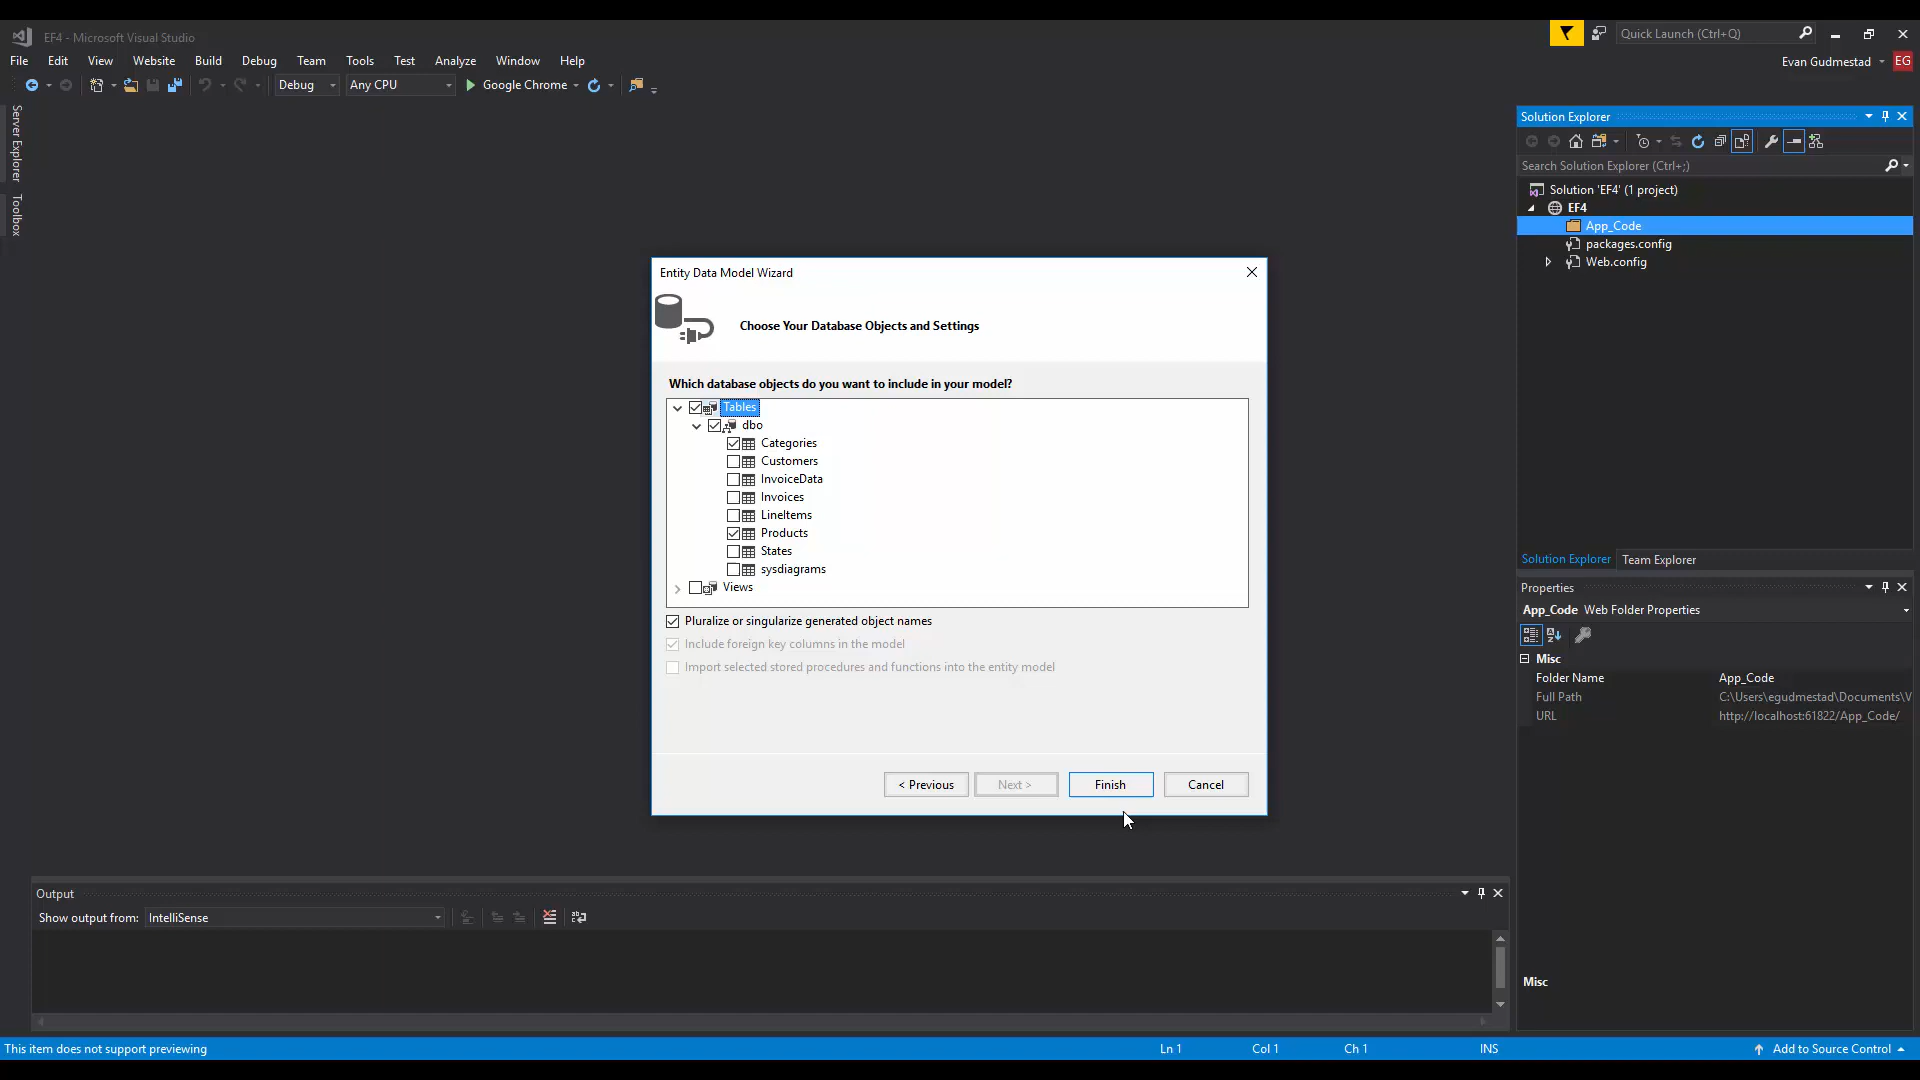 EF4 - Microsoft Visual Studio
Quick Launch (Ctrl+Q)
File Edit View Website Build Debug Team Tools Test Analyze Window Help
Evan Gudmestad EG
Debug Any CPU Google Chrome
Server Explorer
Toolbox
Solution Explorer
Search Solution Explorer (Ctrl+;)
Solution 'EF4' (1 project)
EF4
App_Code
packages.config
Web.config
Solution Explorer Team Explorer
Properties
App_Code Web Folder Properties
Misc
Folder Name App_Code
Full Path C:\Users\egudmestad\Documents\V
URL http://localhost:61822/App_Code/
Misc
Entity Data Model Wizard
Choose Your Database Objects and Settings
Which database objects do you want to include in your model?
Tables
dbo
Categories
Customers
InvoiceData
Invoices
LineItems
Products
States
sysdiagrams
Views
Pluralize or singularize generated object names
Include foreign key columns in the model
Import selected stored procedures and functions into the entity model
< Previous Next > Finish Cancel
Output
Show output from: IntelliSense
This item does not support previewing Ln 1 Col 1 Ch 1 INS Add to Source Control